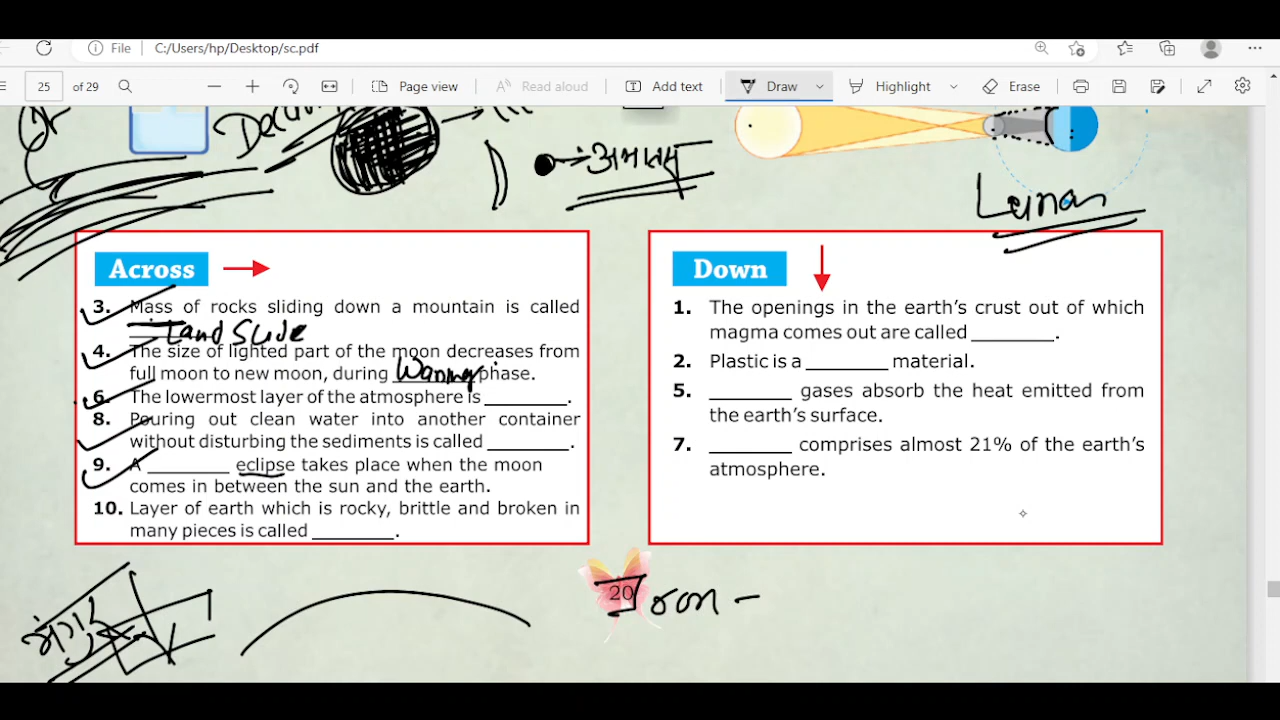 File C:/Users/hp/Desktop/sc.pdf
25 of 29 Page view Read aloud Add text Draw Highlight Erase
Lunar
Across
Down
3. Mass of rocks sliding down a mountain is called
Land Slide
4. The size of lighted part of the moon decreases from
full moon to new moon, during ________ phase.
6. The lowermost layer of the atmosphere is ________.
8. Pouring out clean water into another container
without disturbing the sediments is called ________.
9. A ________ eclipse takes place when the moon
comes in between the sun and the earth.
10. Layer of earth which is rocky, brittle and broken in
many pieces is called ________.
1. The openings in the earth's crust out of which
magma comes out are called ________.
2. Plastic is a ________ material.
5. ________ gases absorb the heat emitted from
the earth's surface.
7. ________ comprises almost 21% of the earth's
atmosphere.
20